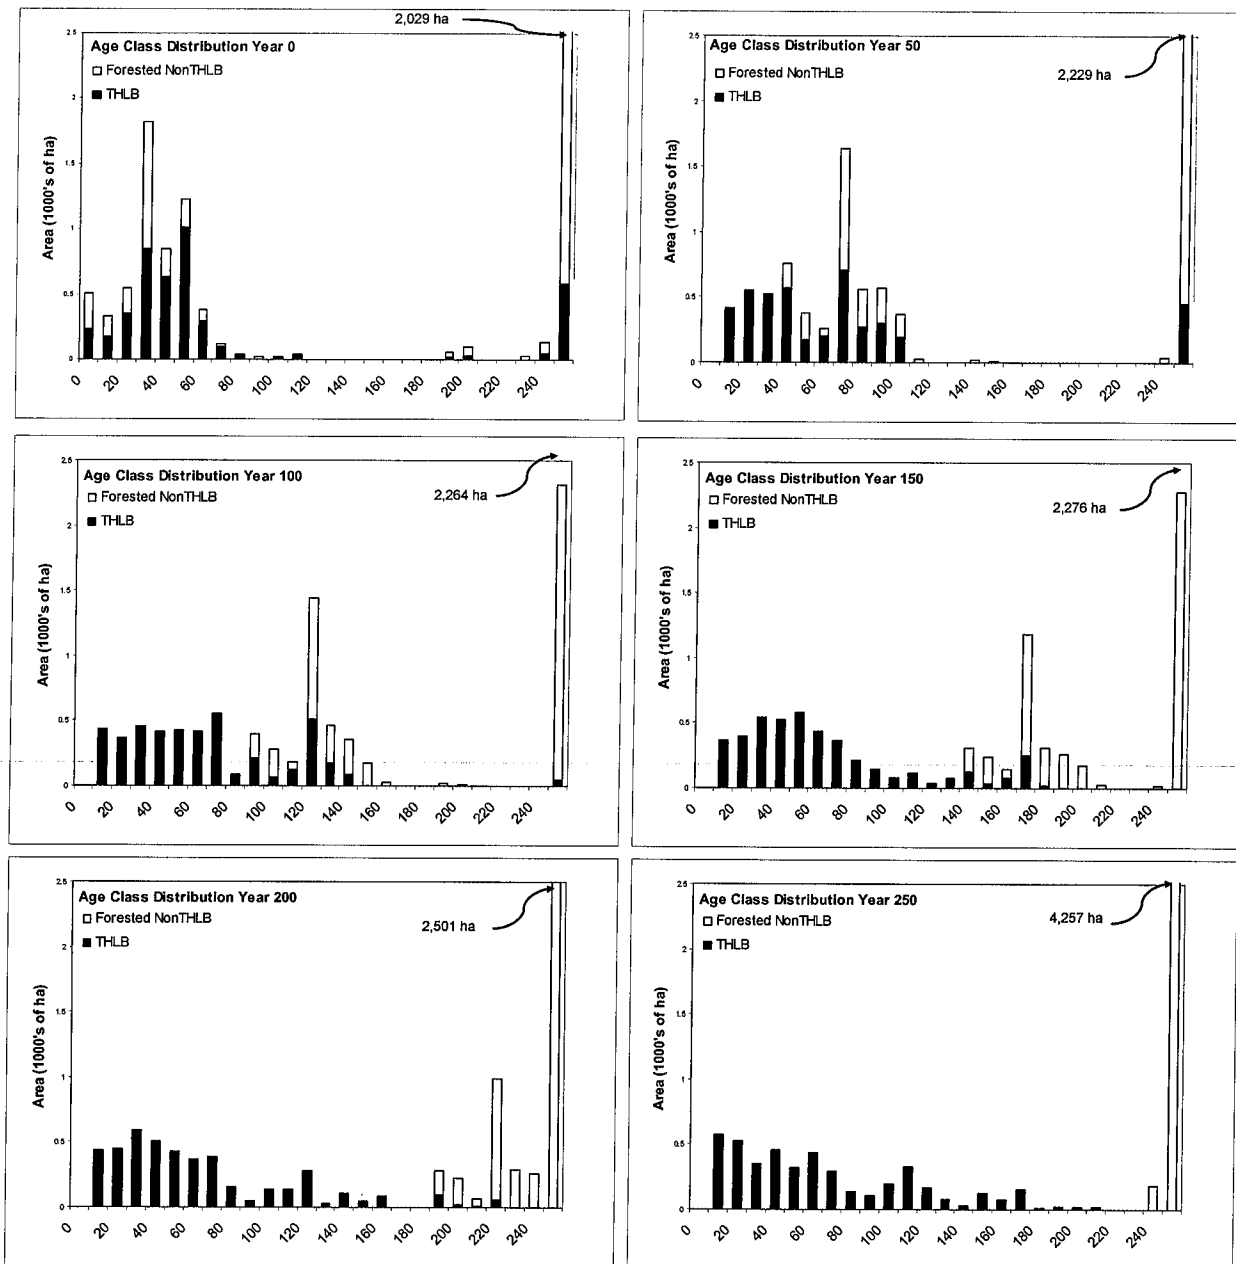 2,029 ha
Age Class Distribution Year 0
Forested NonTHLB
THLB
Area (1000's of ha)
2.5
2
1.5
1
0.5
0
0 20 40 60 80 100 120 140 160 180 200 220 240
Age Class Distribution Year 50
Forested NonTHLB
THLB
2,229 ha
Area (1000's of ha)
2.5
2
1.5
1
0.5
0
0 20 40 60 80 100 120 140 160 180 200 220 240
Age Class Distribution Year 100
Forested NonTHLB
THLB
2,264 ha
Area (1000's of ha)
2.5
2
1.5
1
0.5
0
0 20 40 60 80 100 120 140 160 180 200 220 240
Age Class Distribution Year 150
Forested NonTHLB
THLB
2,276 ha
Area (1000's of ha)
2.5
2
1.5
1
0.5
0
0 20 40 60 80 100 120 140 160 180 200 220 240
Age Class Distribution Year 200
Forested NonTHLB
THLB
2,501 ha
Area (1000's of ha)
2.5
2
1.5
1
0.5
0
0 20 40 60 80 100 120 140 160 180 200 220 240
Age Class Distribution Year 250
Forested NonTHLB
THLB
4,257 ha
Area (1000's of ha)
2.5
2
1.5
1
0.5
0
0 20 40 60 80 100 120 140 160 180 200 220 240